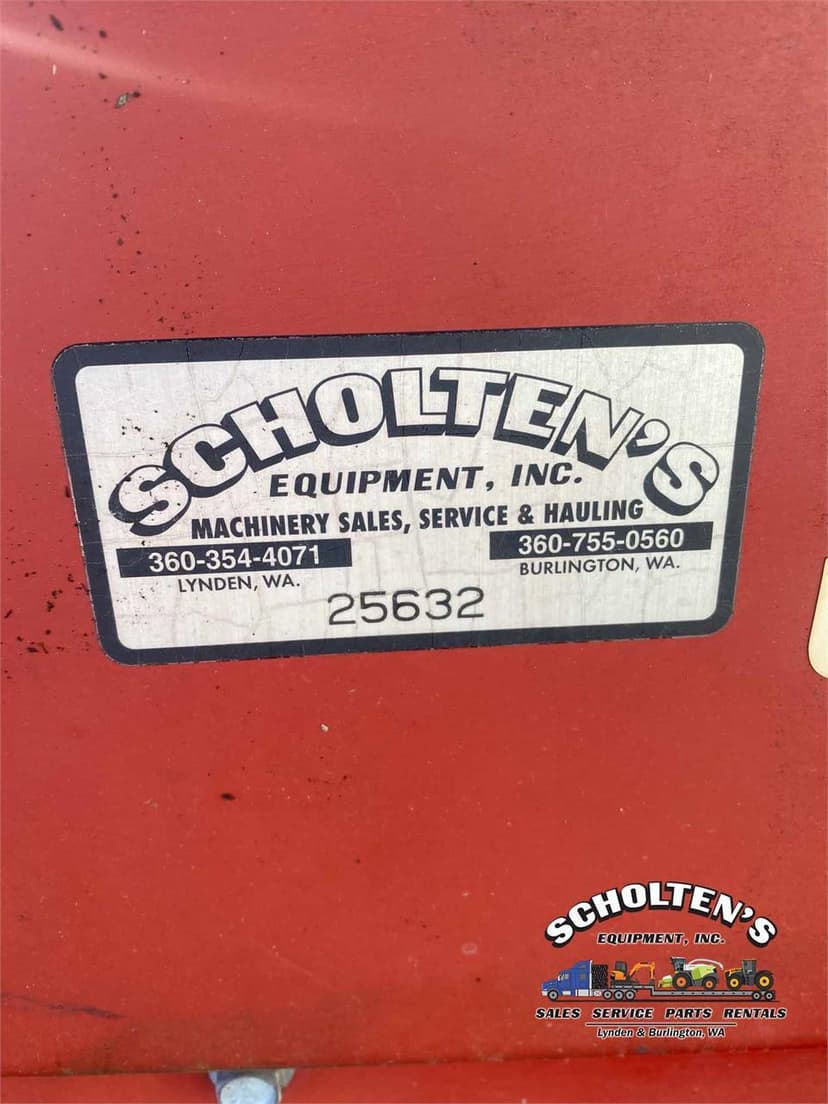 SCHOLTEN'S
EQUIPMENT, INC.
MACHINERY SALES, SERVICE & HAULING
360-354-4071 360-755-0560
LYNDEN, WA. BURLINGTON, WA.
25632
SCHOLTEN'S
EQUIPMENT, INC.
SALES SERVICE PARTS RENTALS
Lynden & Burlington, WA